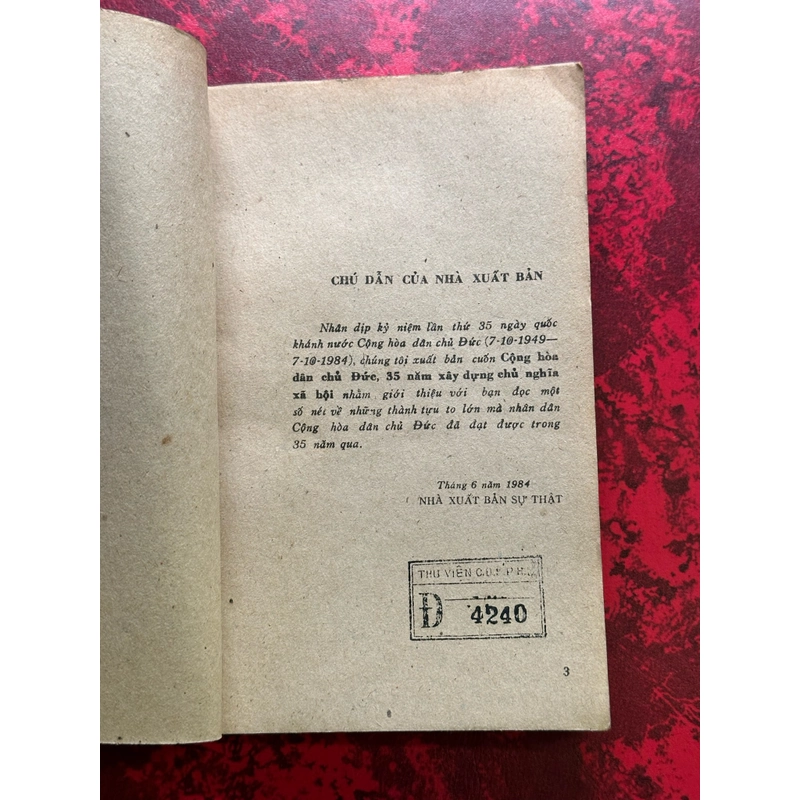 CHÚ DẪN CỦA NHÀ XUẤT BẢN
Nhân dịp kỷ niệm lần thứ 35 ngày quốc
khánh nước Cộng hòa dân chủ Đức (7-10-1949—
7-10-1984), chúng tôi xuất bản cuốn Cộng hòa
dân chủ Đức, 35 năm xây dựng chủ nghĩa
xã hội nhằm giới thiệu với bạn đọc một
số nét về những thành tựu to lớn mà nhân dân
Cộng hòa dân chủ Đức đã đạt được trong
35 năm qua.
Tháng 6 năm 1984
NHÀ XUẤT BẢN SỰ THẬT
THU VIỆN
Đ 4240
3